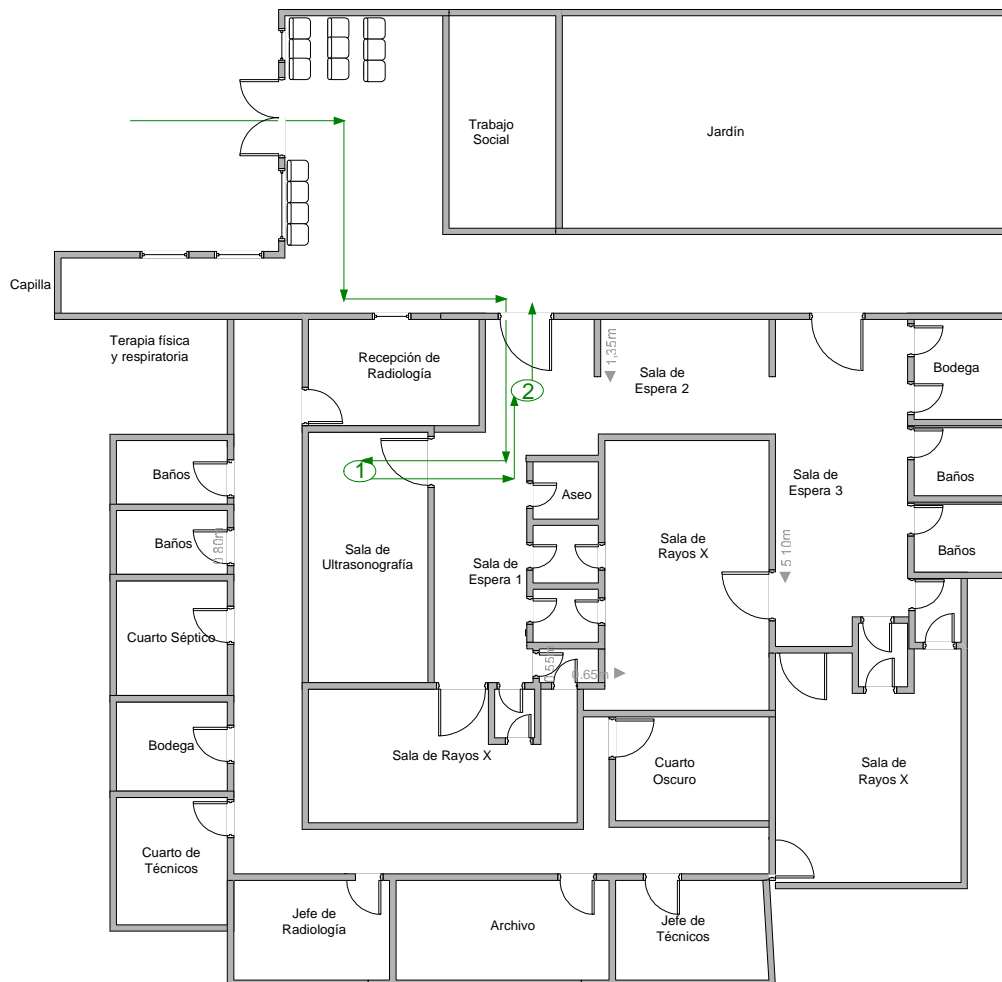 Trabajo
Social
Jardín
Capilla
Terapia física
y respiratoria
Recepción de
Radiología
1,35m
Sala de
Espera 2
Bodega
2
1
Baños
Aseo
Sala de
Espera 3
Baños
Baños
0.80m
Sala de
Ultrasonografía
Sala de
Espera 1
Sala de
Rayos X
5.10m
Baños
Cuarto Séptico
0.55m
0.65m
Bodega
Sala de Rayos X
Cuarto
Oscuro
Sala de
Rayos X
Cuarto de
Técnicos
Jefe de
Radiología
Archivo
Jefe de
Técnicos